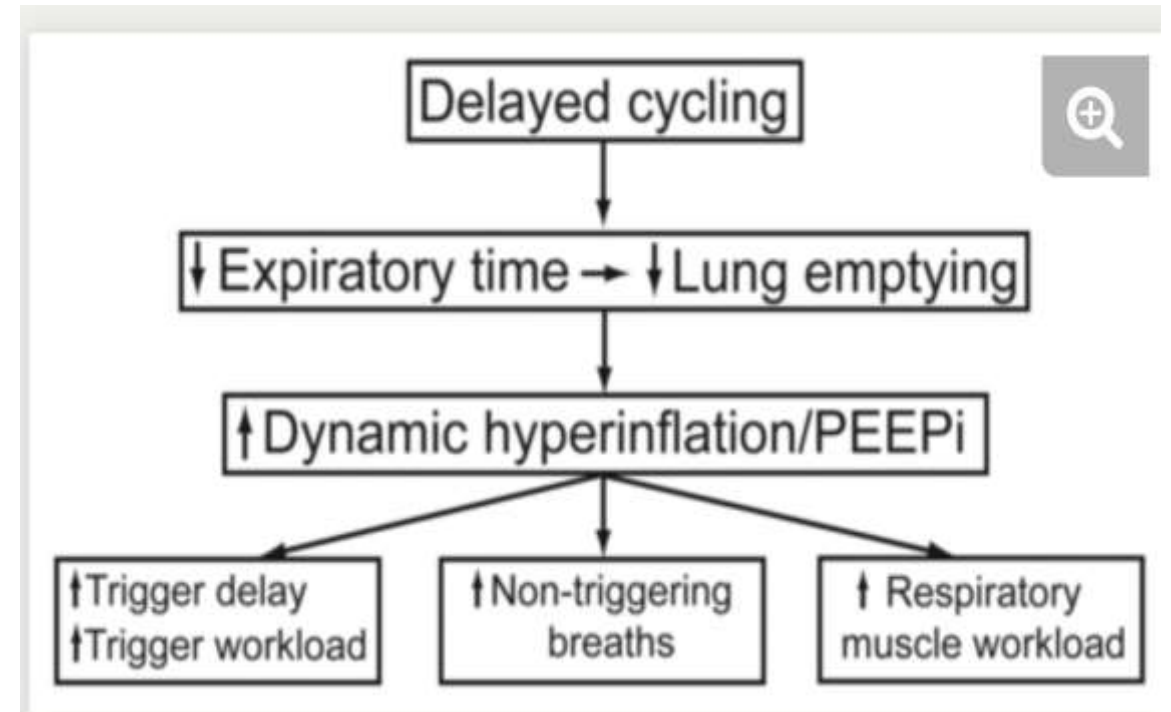 Delayed cycling
↓ Expiratory time → ↓ Lung emptying
↑ Dynamic hyperinflation/PEEPi
↑Trigger delay
↑Trigger workload
↑Non-triggering
breaths
↑ Respiratory
muscle workload